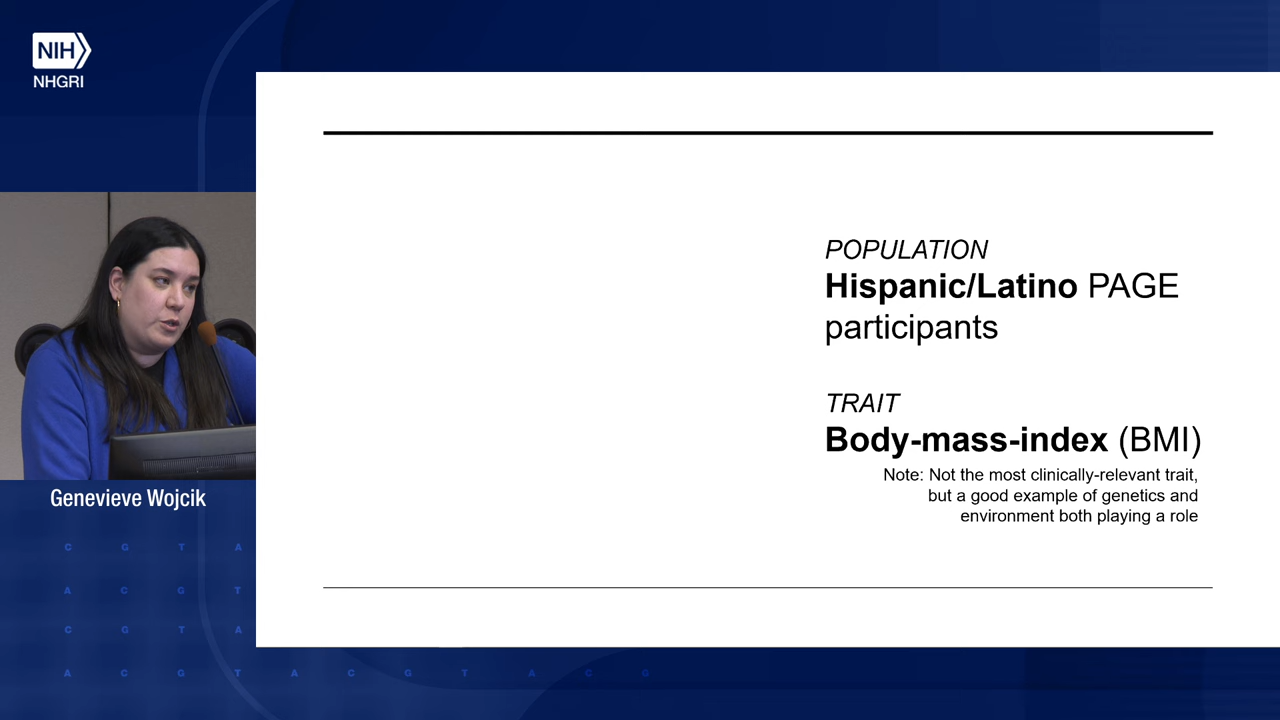 NIH
NHGRI
POPULATION
Hispanic/Latino PAGE
participants
TRAIT
Body-mass-index (BMI)
Note: Not the most clinically-relevant trait,
but a good example of genetics and
environment both playing a role
Genevieve Wojcik
C G T A
A C G T
C G T A
A C G T A C G T A C G